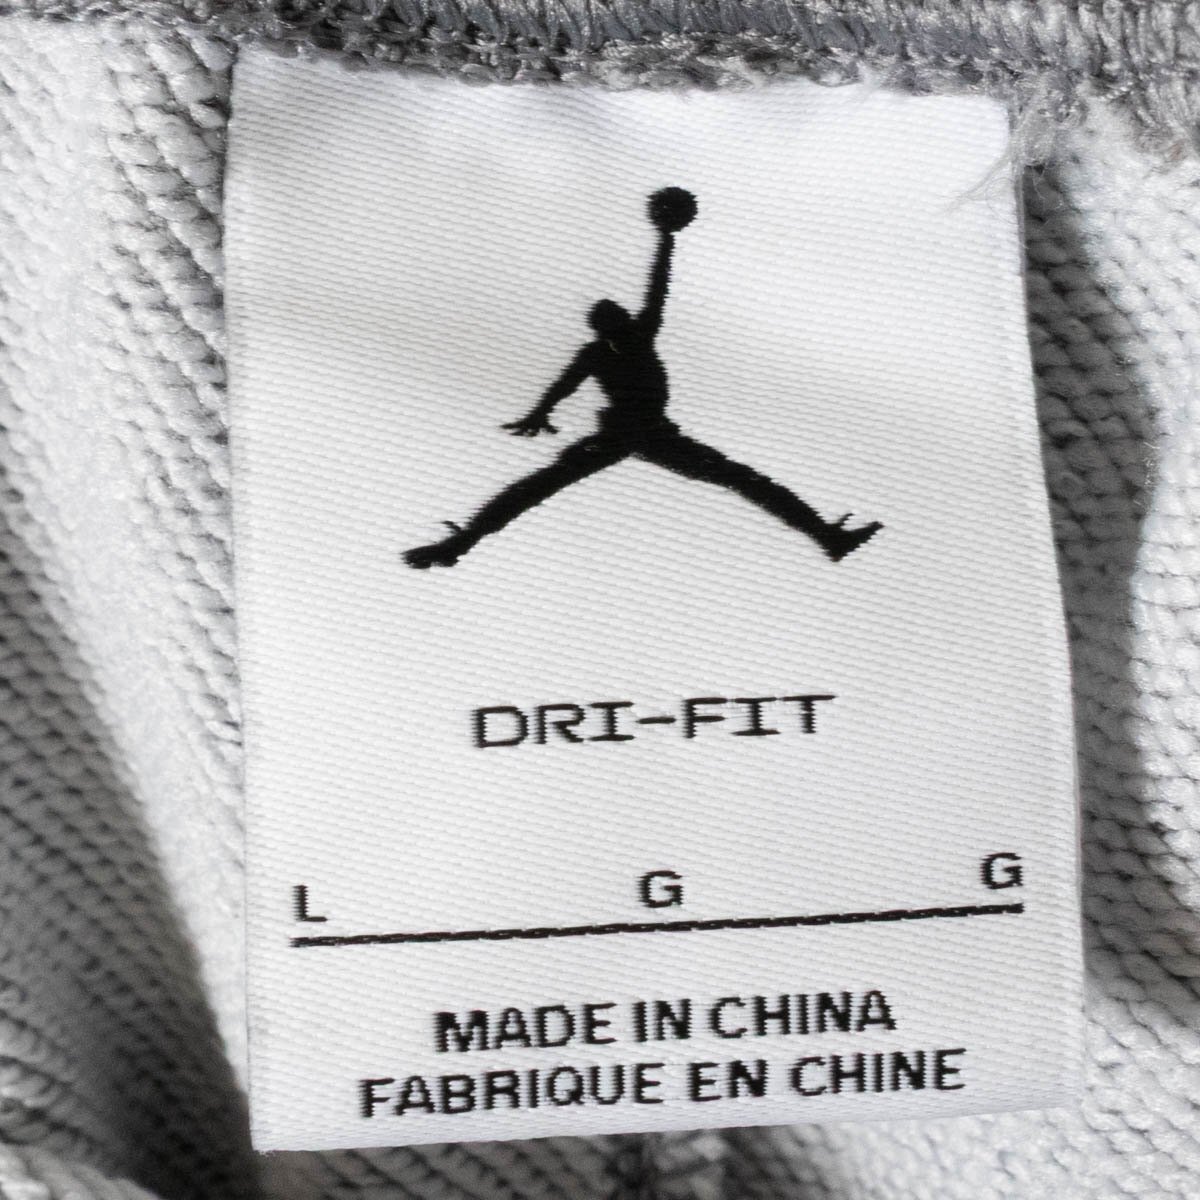 DRI-FIT
L G G
MADE IN CHINA
FABRIQUE EN CHINE